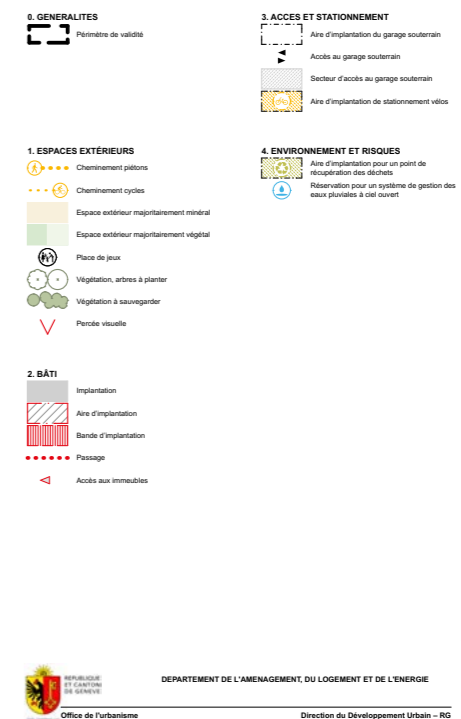 0. GENERALITES
Périmètre de validité
1. ESPACES EXTÉRIEURS
Cheminement piétons
Cheminement cycles
Espace extérieur majoritairement minéral
Espace extérieur majoritairement végétal
Place de jeux
Végétation, arbres à planter
Végétation à sauvegarder
Percée visuelle
2. BÂTI
Implantation
Aire d'implantation
Bande d'implantation
Passage
Accès aux immeubles
3. ACCES ET STATIONNEMENT
Aire d'implantation du garage souterrain
Accès au garage souterrain
Secteur d'accès au garage souterrain
Aire d'implantation de stationnement vélos
4. ENVIRONNEMENT ET RISQUES
Aire d'implantation pour un point de
récupération des déchets
Réservation pour un système de gestion des
eaux pluviales à ciel ouvert
REPUBLIQUE
ET CANTON
DE GENEVE
DEPARTEMENT DE L'AMENAGEMENT, DU LOGEMENT ET DE L'ENERGIE
Office de l'urbanisme
Direction du Développement Urbain – RG